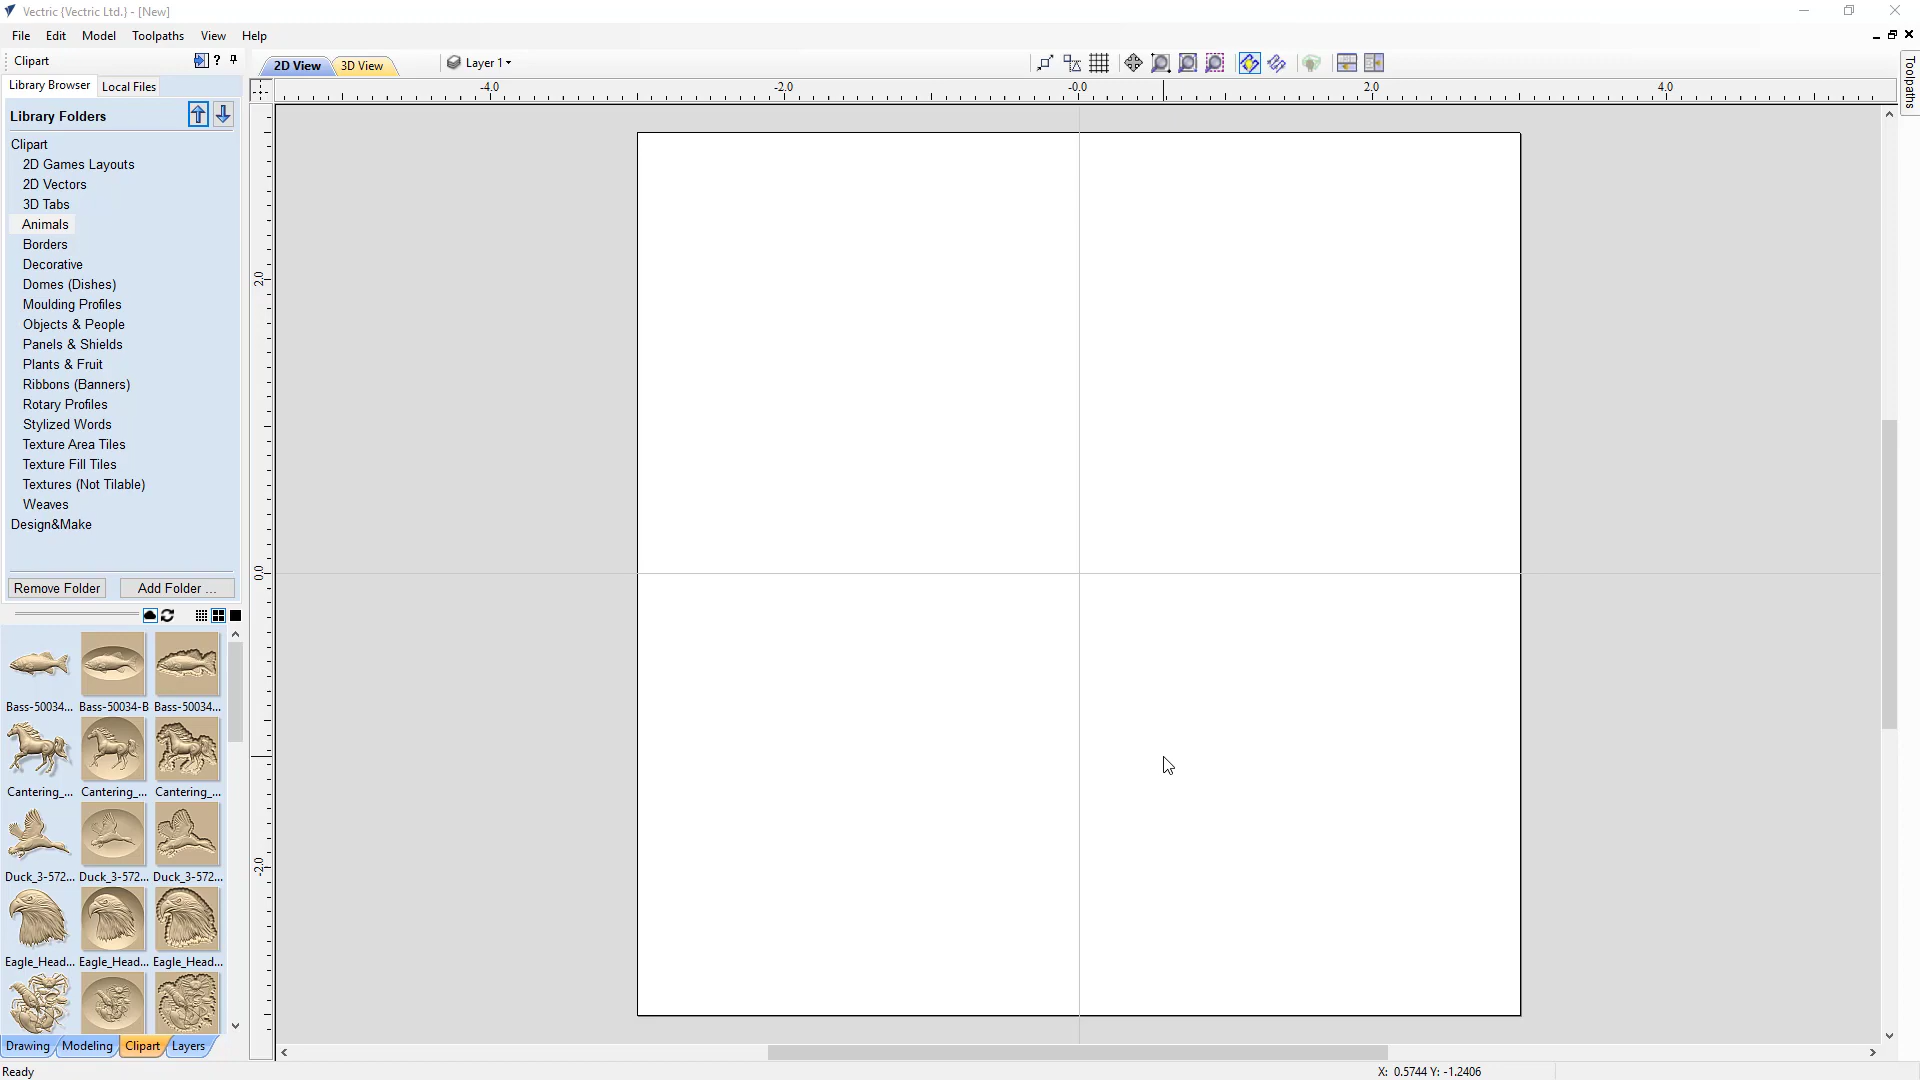 Vectric {Vectric Ltd.} - [New]
File Edit Model Toolpaths View Help
Clipart ?
Library Browser Local Files
2D View 3D View Layer 1
Library Folders
Clipart
2D Games Layouts
2D Vectors
3D Tabs
Animals
Borders
Decorative
Domes (Dishes)
Moulding Profiles
Objects & People
Panels & Shields
Plants & Fruit
Ribbons (Banners)
Rotary Profiles
Stylized Words
Texture Area Tiles
Texture Fill Tiles
Textures (Not Tilable)
Weaves
Design&Make
Remove Folder Add Folder ...
Bass-50034... Bass-50034-B Bass-50034...
Cantering_... Cantering_... Cantering_...
Duck_3-572... Duck_3-572... Duck_3-572...
Eagle_Head... Eagle_Head... Eagle_Head...
Drawing Modeling Clipart Layers
-4.0 -2.0 -0.0 2.0 4.0
2.0
0.0
-2.0
Toolpaths
Ready
X: 0.5744 Y: -1.2406